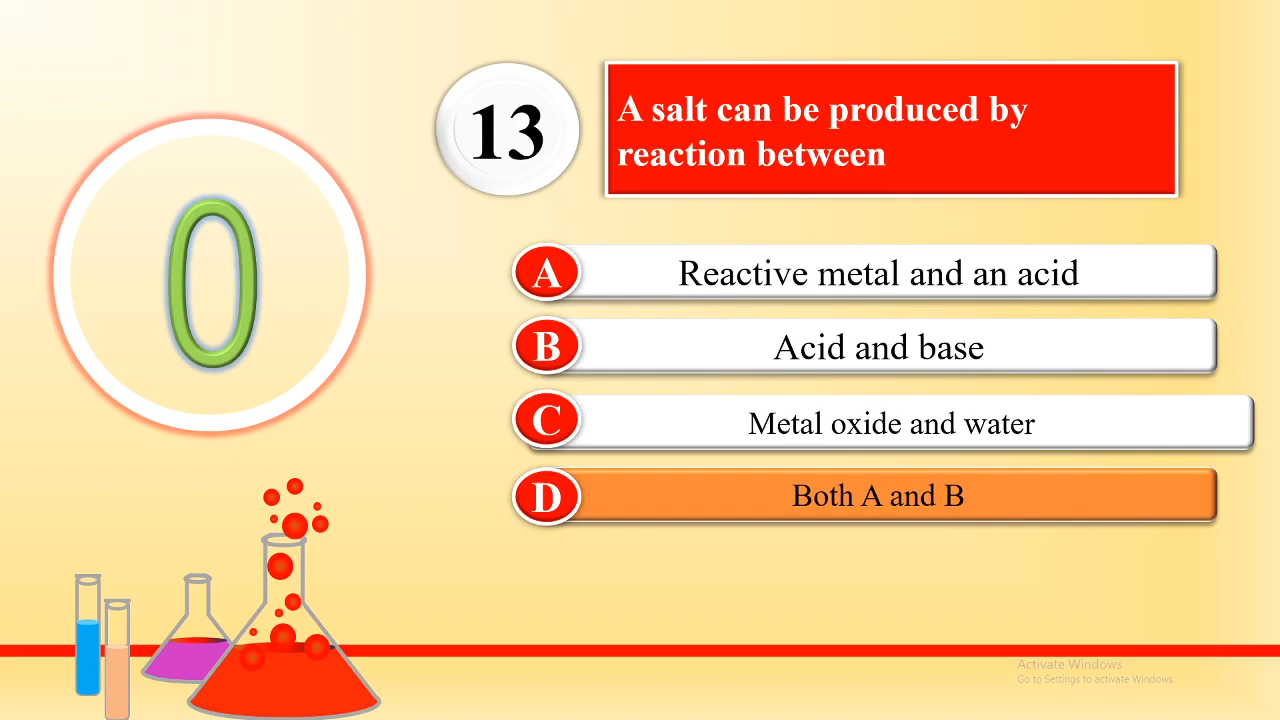 0
13
A salt can be produced by
reaction between
A
Reactive metal and an acid
B
Acid and base
C
Metal oxide and water
D
Both A and B
Activate Windows
Go to Settings to activate Windows.